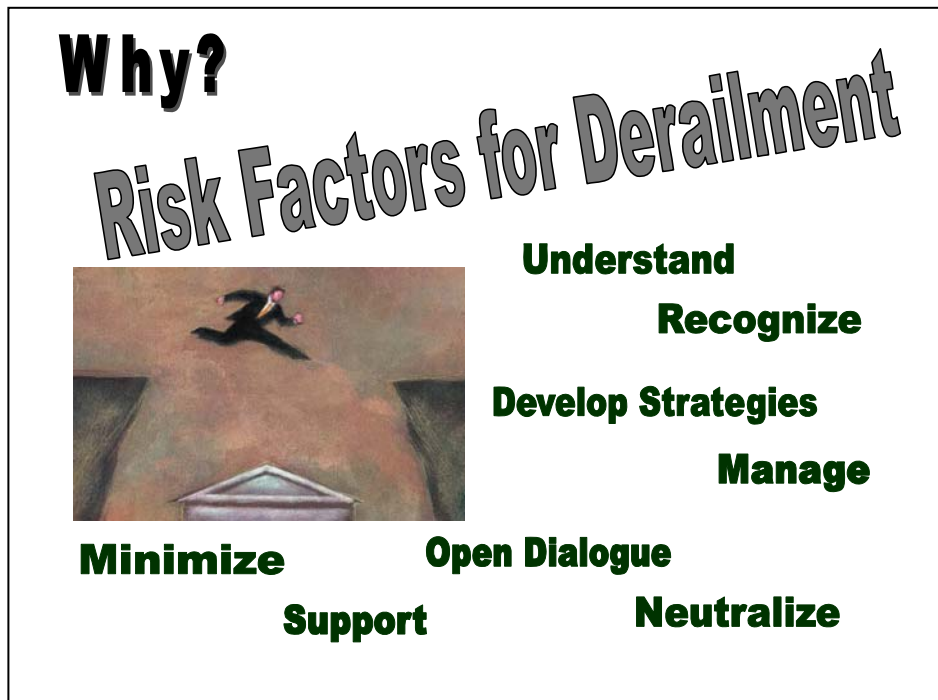 Why?
Risk Factors for Derailment
Understand
Recognize
Develop Strategies
Manage
Open Dialogue
Minimize
Neutralize
Support